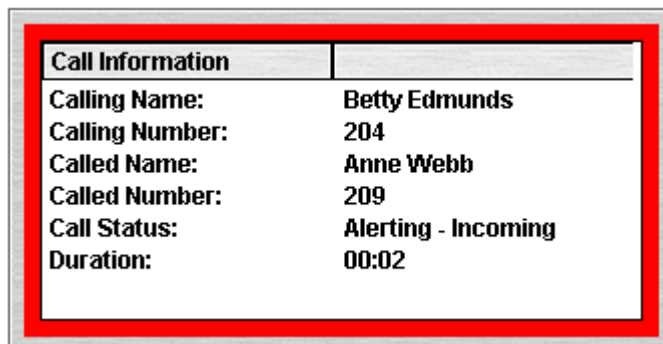 Call Information
Calling Name: Betty Edmunds
Calling Number: 204
Called Name: Anne Webb
Called Number: 209
Call Status: Alerting - Incoming
Duration: 00:02